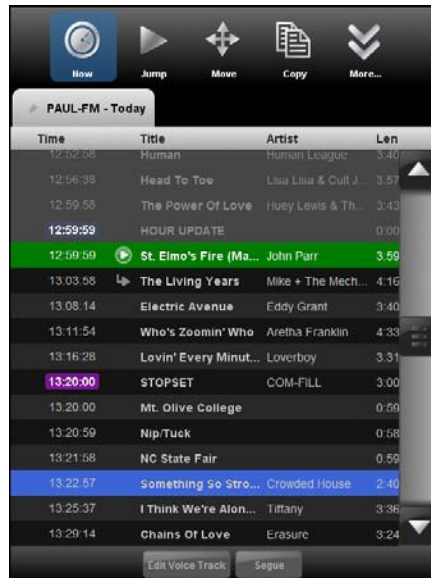 Now Jump Move Copy More...
PAUL-FM - Today
Time Title Artist Len
12:52:58 Human Human League 3:40
12:56:38 Head To Toe Lisa Lisa & Cult J... 3:57
12:59:58 The Power Of Love Huey Lewis & Th... 3:43
12:59:59 HOUR UPDATE 0:00
12:59:59 St. Elmo's Fire (Ma... John Parr 3:59
13:03:58 The Living Years Mike + The Mech... 4:16
13:08:14 Electric Avenue Eddy Grant 3:40
13:11:54 Who's Zoomin' Who Aretha Franklin 4:33
13:16:28 Lovin' Every Minut... Loverboy 3:31
13:20:00 STOPSET COM-FILL 3:00
13:20:00 Mt. Olive College 0:59
13:20:59 Nip/Tuck 0:58
13:21:58 NC State Fair 0:59
13:22:57 Something So Stro... Crowded House 2:40
13:25:37 I Think We're Alon... Tiffany 3:36
13:29:14 Chains Of Love Erasure 3:24
Edit Voice Track Segue